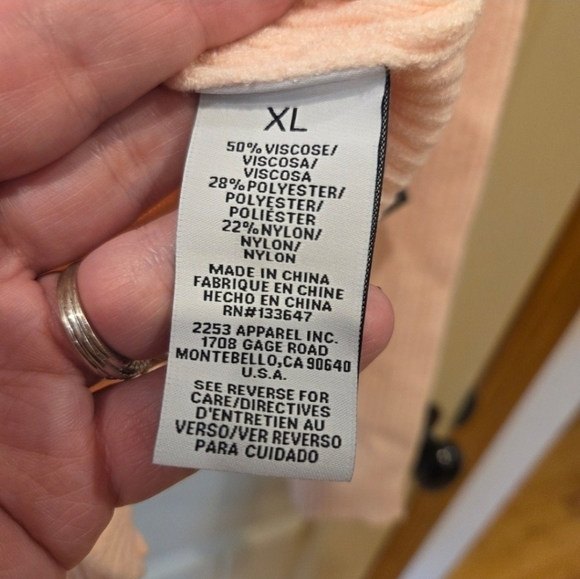 XL
50% VISCOSE/
VISCOSA/
VISCOSA
28% POLYESTER/
POLYESTER/
POLIÉSTER
22% NYLON/
NYLON/
NYLON
MADE IN CHINA
FABRIQUE EN CHINE
HECHO EN CHINA
RN#133647
2253 APPAREL INC.
1708 GAGE ROAD
MONTEBELLO, CA 90640
U.S.A.
SEE REVERSE FOR
CARE/DIRECTIVES
D'ENTRETIEN AU
VERSO/VER REVERSO
PARA CUIDADO